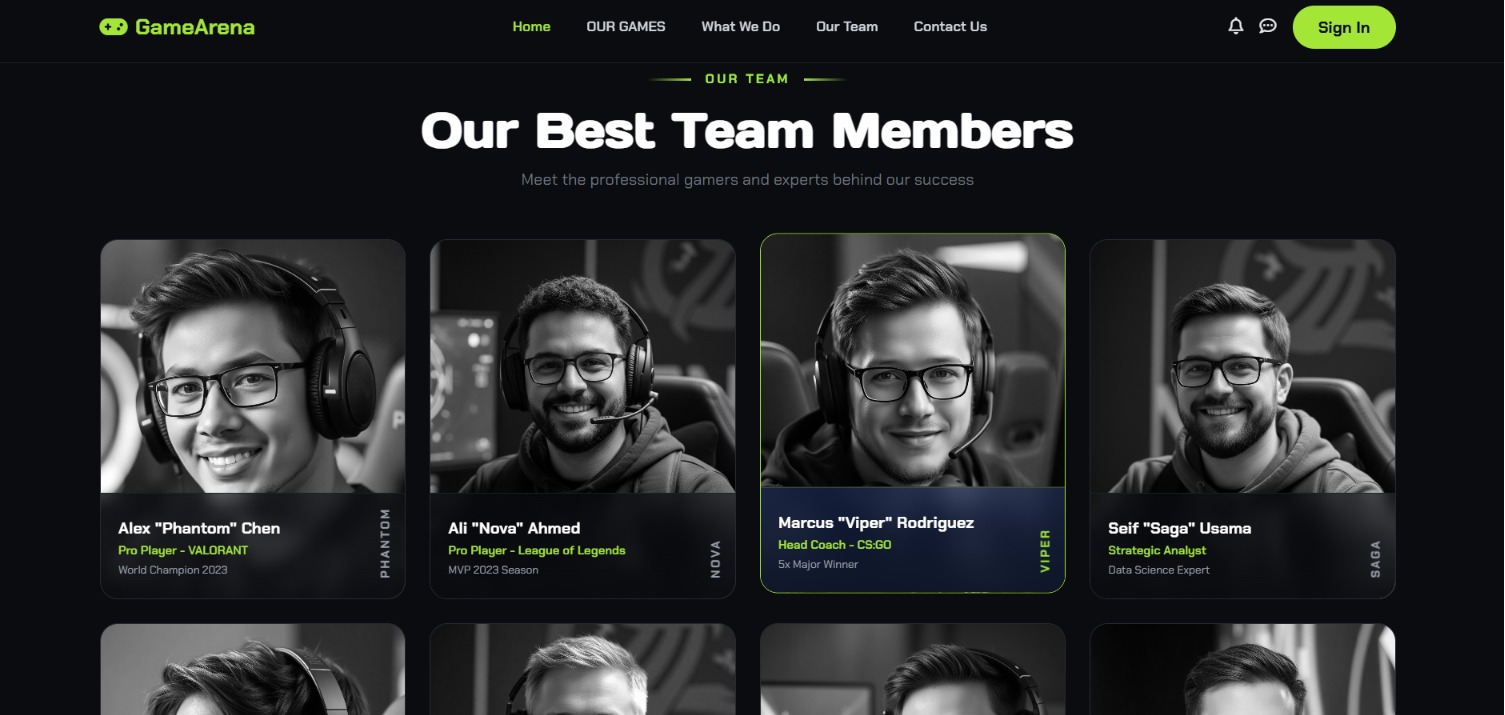 GameArena
Home
OUR GAMES
What We Do
Our Team
Contact Us
Sign In
OUR TEAM
Our Best Team Members
Meet the professional gamers and experts behind our success
Alex "Phantom" Chen
Pro Player - VALORANT
World Champion 2023
PHANTOM
Ali "Nova" Ahmed
Pro Player - League of Legends
MVP 2023 Season
NOVA
Marcus "Viper" Rodriguez
Head Coach - CS:GO
5x Major Winner
VIPER
Seif "Saga" Usama
Strategic Analyst
Data Science Expert
SAGA